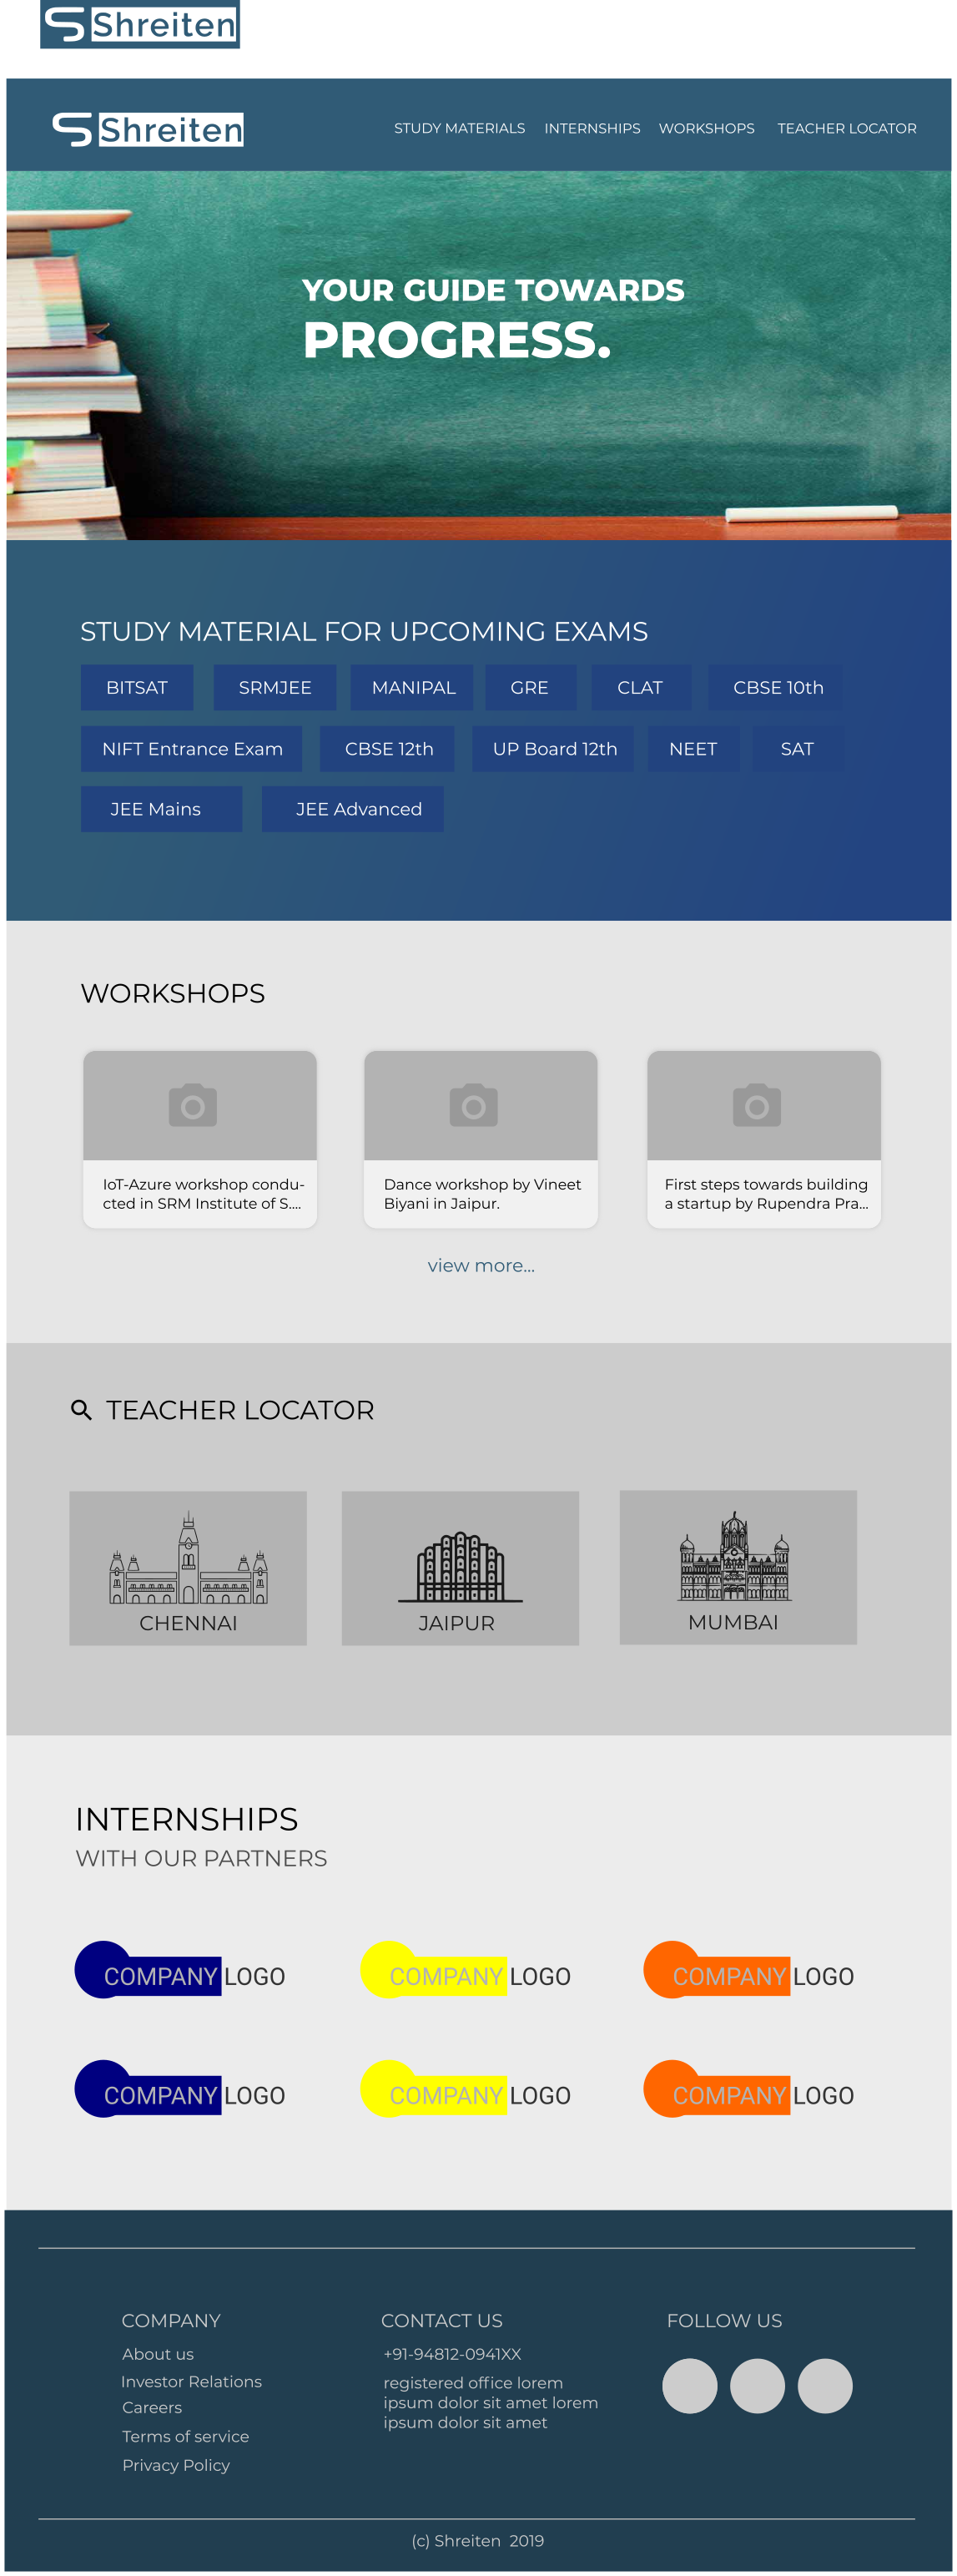 Shreiten
Shreiten
STUDY MATERIALS INTERNSHIPS WORKSHOPS TEACHER LOCATOR
YOUR GUIDE TOWARDS
PROGRESS.
STUDY MATERIAL FOR UPCOMING EXAMS
BITSAT SRMJEE MANIPAL GRE CLAT CBSE 10th
NIFT Entrance Exam CBSE 12th UP Board 12th NEET SAT
JEE Mains JEE Advanced
WORKSHOPS
IoT-Azure workshop condu-
cted in SRM Institute of S....
Dance workshop by Vineet
Biyani in Jaipur.
First steps towards building
a startup by Rupendra Pra...
view more...
TEACHER LOCATOR
CHENNAI JAIPUR MUMBAI
INTERNSHIPS
WITH OUR PARTNERS
COMPANY LOGO COMPANY LOGO COMPANY LOGO
COMPANY LOGO COMPANY LOGO COMPANY LOGO
COMPANY
About us
Investor Relations
Careers
Terms of service
Privacy Policy
CONTACT US
+91-94812-0941XX
registered office lorem
ipsum dolor sit amet lorem
ipsum dolor sit amet
FOLLOW US
(c) Shreiten 2019